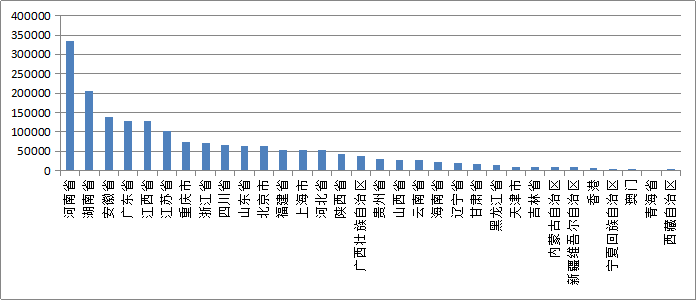 400000
350000
300000
250000
200000
150000
100000
50000
0
河南省
湖南省
安徽省
广东省
江西省
江苏省
重庆市
浙江省
四川省
山东省
北京市
福建省
上海市
河北省
陕西省
广西壮族自治区
贵州省
山西省
云南省
海南省
辽宁省
甘肃省
黑龙江省
天津市
吉林省
内蒙古自治区
新疆维吾尔自治区
香港
宁夏回族自治区
澳门
青海省
西藏自治区